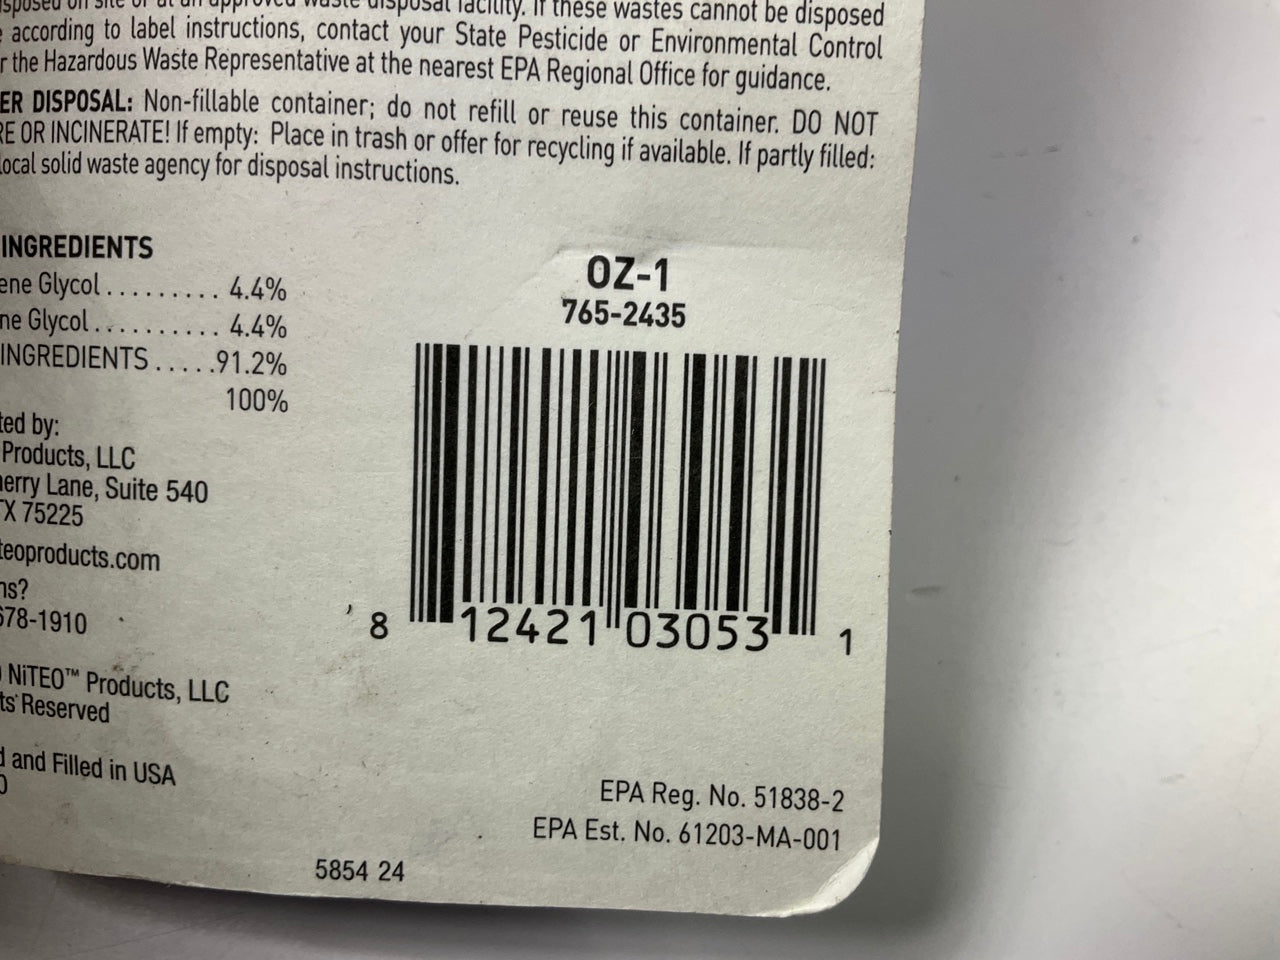 disposed on site or at an approved waste disposal facility. If these wastes cannot be disposed
according to label instructions, contact your State Pesticide or Environmental Control
r the Hazardous Waste Representative at the nearest EPA Regional Office for guidance.
ER DISPOSAL: Non-fillable container; do not refill or reuse this container. DO NOT
RE OR INCINERATE! If empty: Place in trash or offer for recycling if available. If partly filled:
local solid waste agency for disposal instructions.
INGREDIENTS
ene Glycol ......... 4.4%
ne Glycol .......... 4.4%
INGREDIENTS .....91.2%
100%
OZ-1
765-2435
8 12421 03053 1
ted by:
Products, LLC
erry Lane, Suite 540
TX 75225
teoproducts.com
ns?
678-1910
NiTEO™ Products, LLC
ts Reserved
d and Filled in USA
EPA Reg. No. 51838-2
EPA Est. No. 61203-MA-001
5854 24